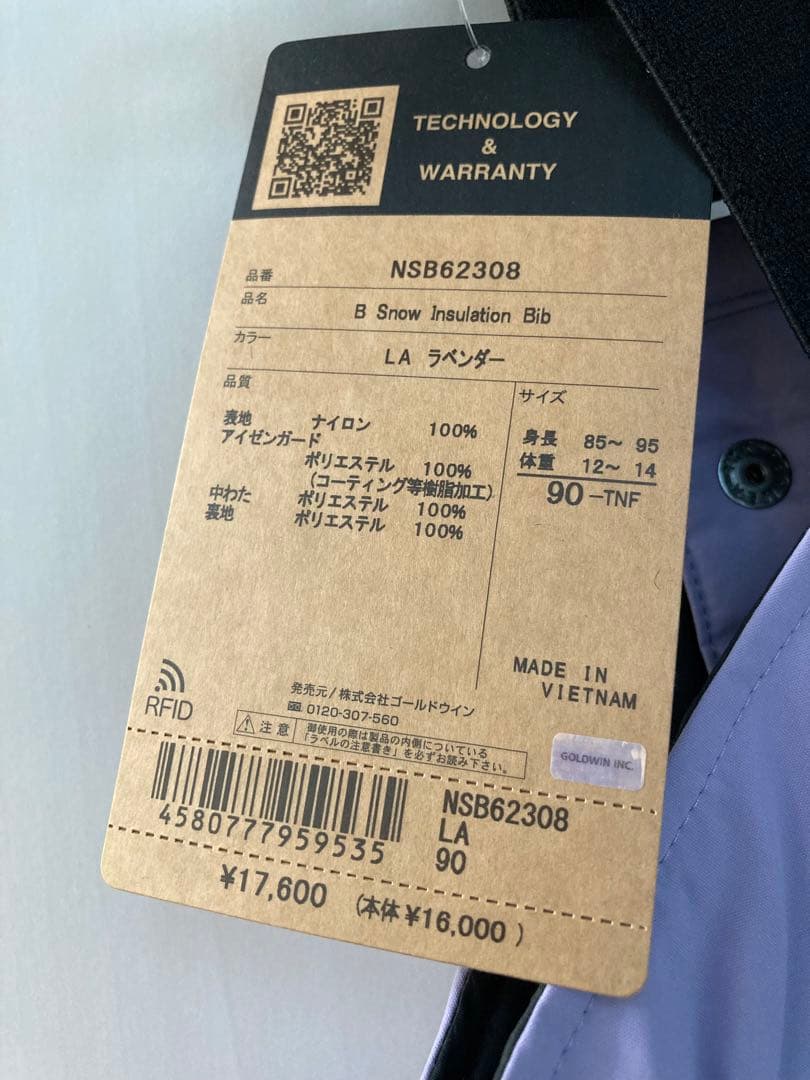 TECHNOLOGY
&
WARRANTY
品番 NSB62308
品名 B Snow Insulation Bib
カラー LA ラベンダー
品質
表地 ナイロン 100%
アイゼンガード
ポリエステル 100%
(コーティング等樹脂加工)
中わた ポリエステル 100%
裏地 ポリエステル 100%
サイズ
身長 85~ 95
体重 12~ 14
90-TNF
MADE IN
VIETNAM
RFID
発売元/株式会社ゴールドウイン
0120-307-560
注意 御使用の際は製品の内側についている
「ラベルの注意書き」を必ずお読み下さい。
GOLDWIN INC.
4580777959535
NSB62308
LA
90
¥17,600 (本体¥16,000)